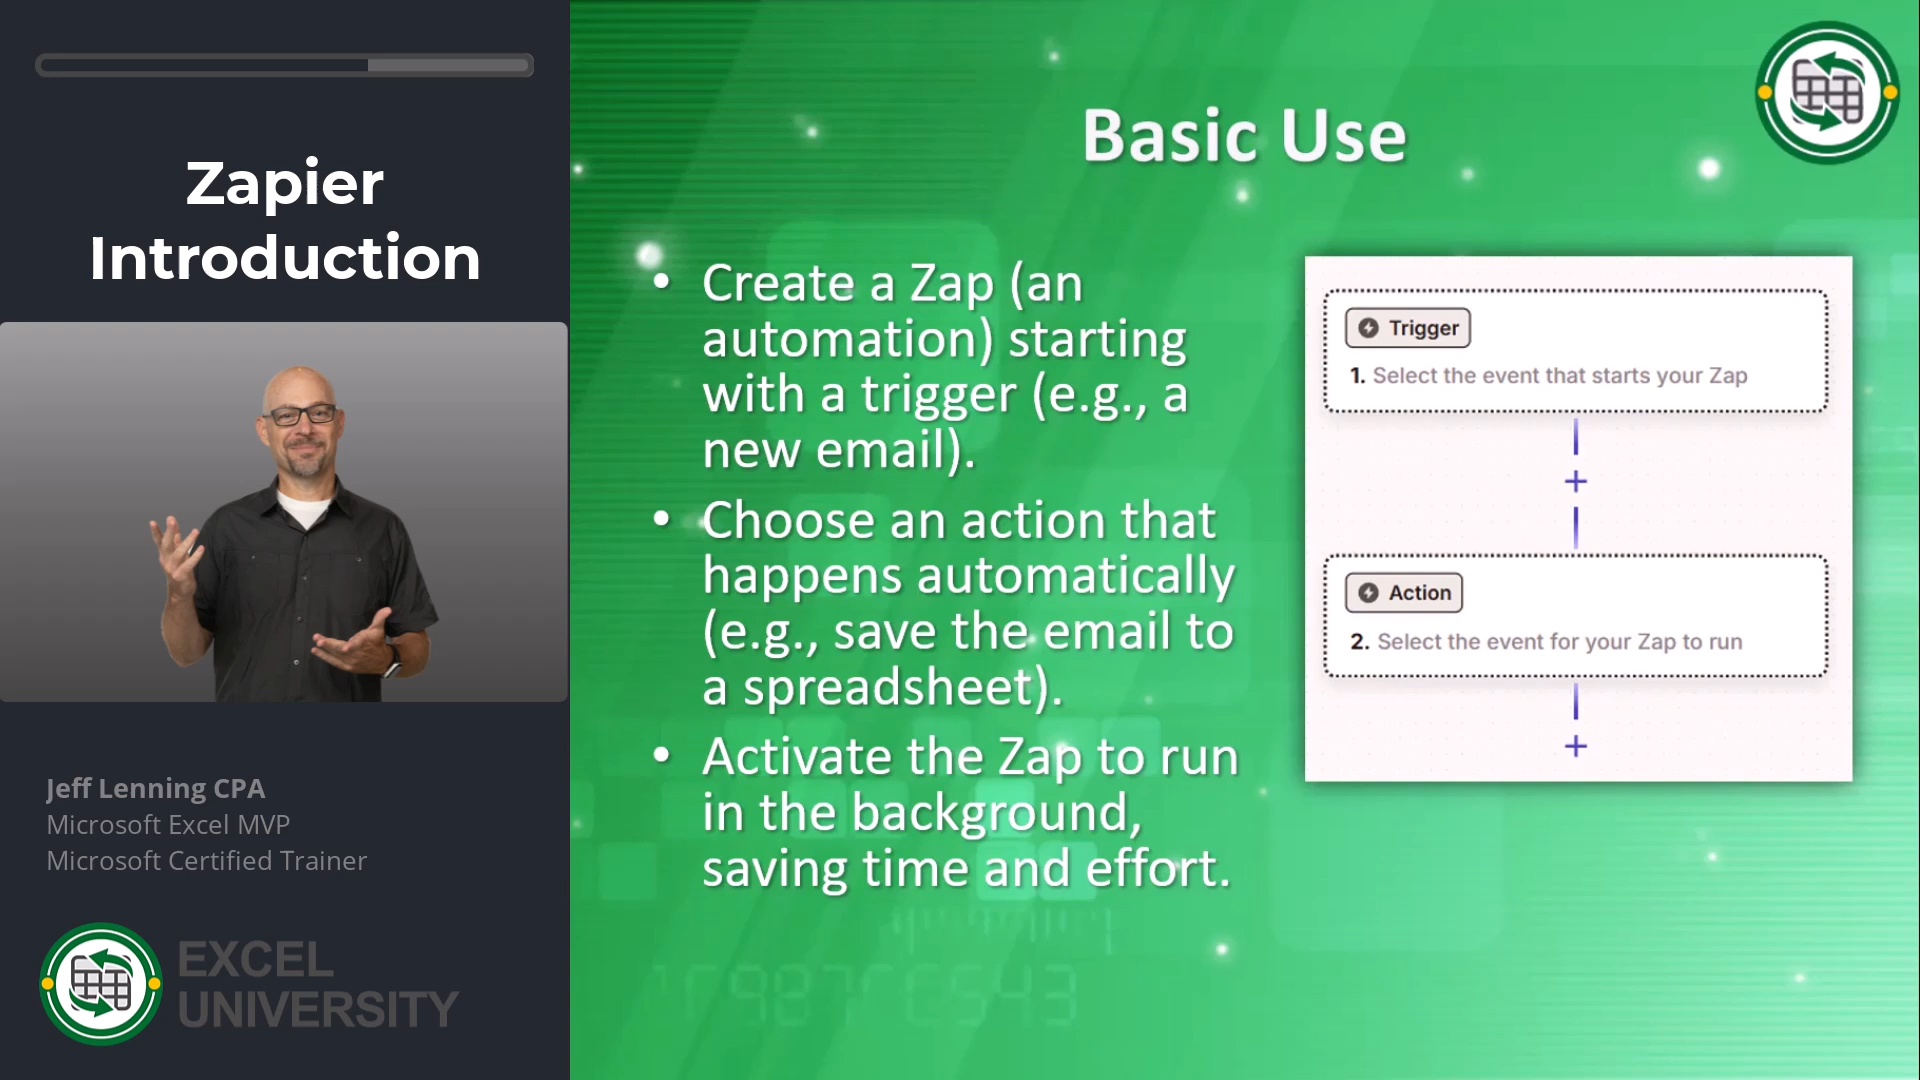 Zapier
Introduction
Jeff Lenning CPA
Microsoft Excel MVP
Microsoft Certified Trainer
EXCEL
UNIVERSITY
Basic Use
• Create a Zap (an
automation) starting
with a trigger (e.g., a
new email).
• Choose an action that
happens automatically
(e.g., save the email to
a spreadsheet).
• Activate the Zap to run
in the background,
saving time and effort.
Trigger
1. Select the event that starts your Zap
+
Action
2. Select the event for your Zap to run
+